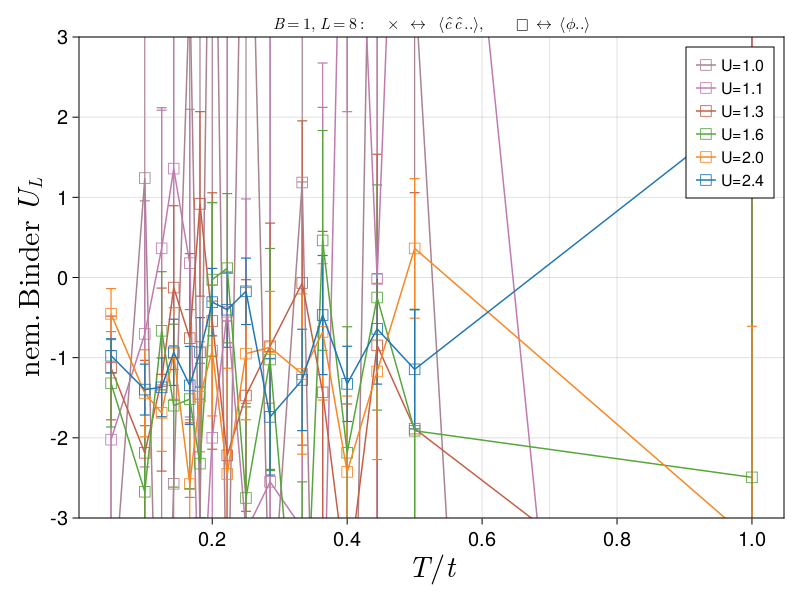 B = 1, L = 8 :   × ↔ ⟨ĉ ĉ ..⟩,   □ ↔ ⟨ϕ..⟩
3
2
1
0
-1
-2
-3
nem. Binder U_L
U=1.0
U=1.1
U=1.3
U=1.6
U=2.0
U=2.4
0.2 0.4 0.6 0.8 1.0
T/t